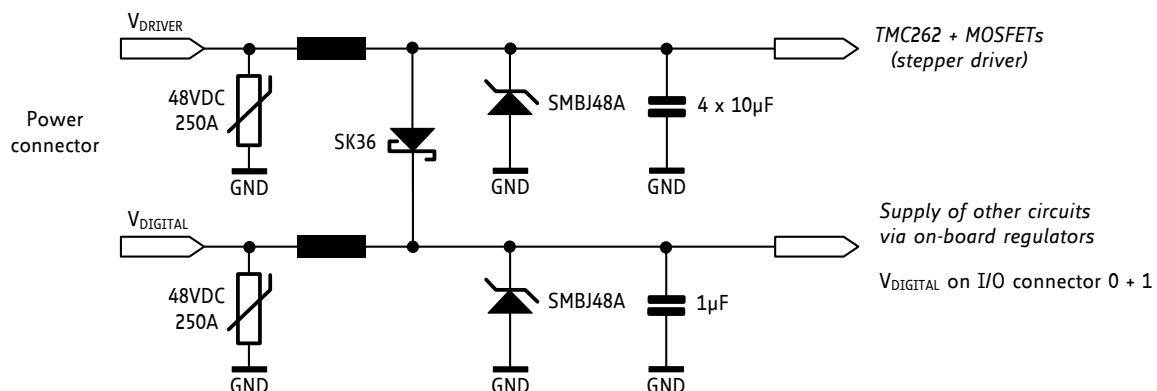 VDRIVER
TMC262 + MOSFETs
(stepper driver)
48VDC
250A
SMBJ48A
4 x 10µF
Power
connector
SK36
GND
GND
GND
VDIGITAL
Supply of other circuits
via on-board regulators
48VDC
250A
SMBJ48A
1µF
VDIGITAL on I/O connector 0 + 1
GND
GND
GND